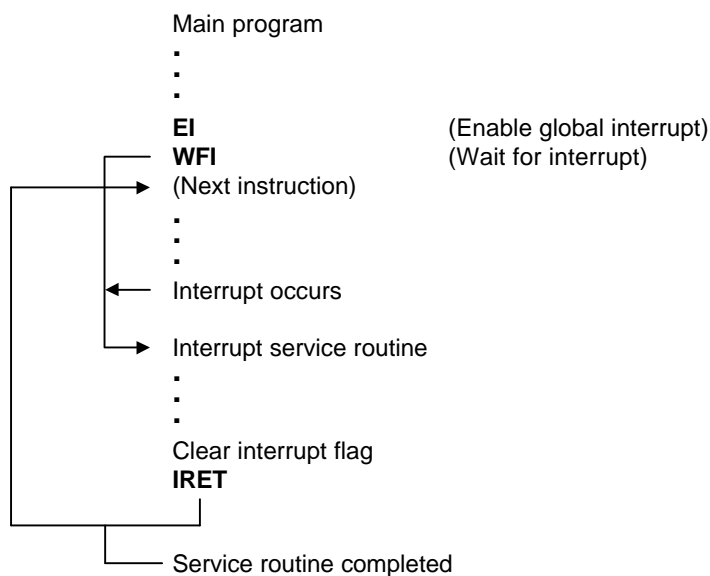 Main program
EI (Enable global interrupt)
WFI (Wait for interrupt)
(Next instruction)
Interrupt occurs
Interrupt service routine
Clear interrupt flag
IRET
Service routine completed